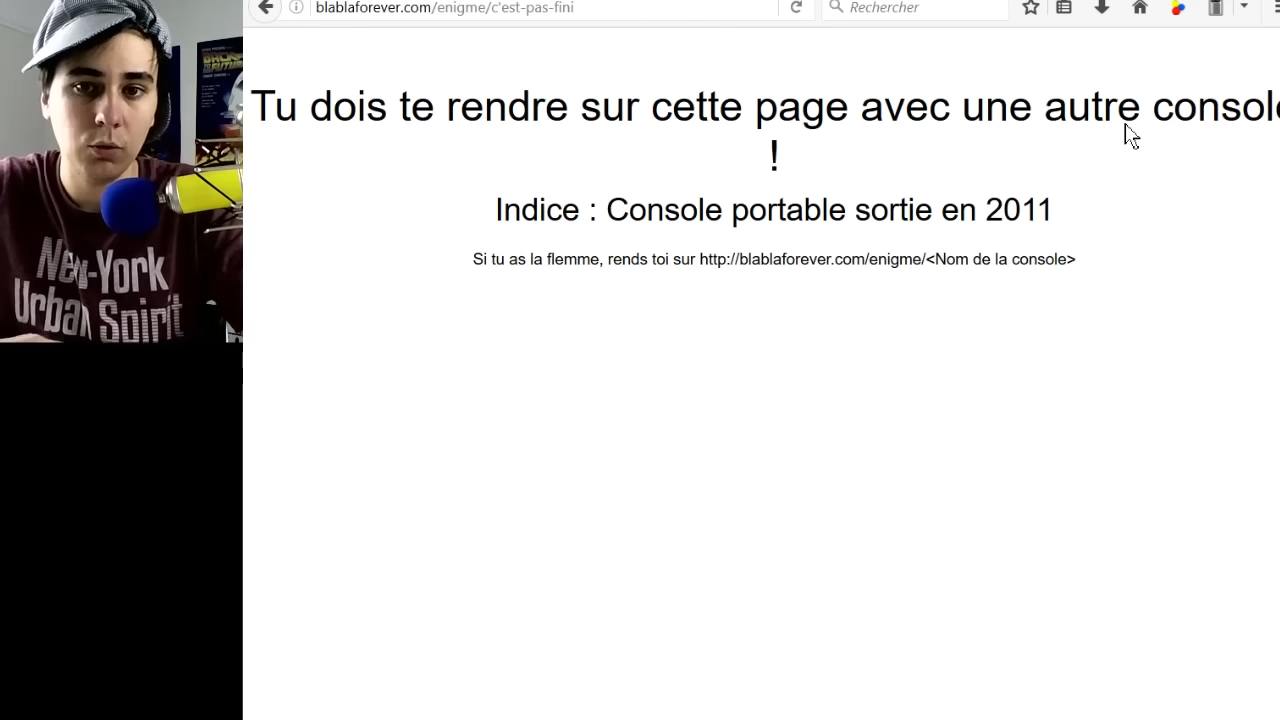 blablaforever.com/enigme/c'est-pas-fini
Rechercher
Tu dois te rendre sur cette page avec une autre console
!
Indice : Console portable sortie en 2011
Si tu as la flemme, rends toi sur http://blablaforever.com/enigme/<Nom de la console>
BACK
FUTURE
New-York
Urban Spirit